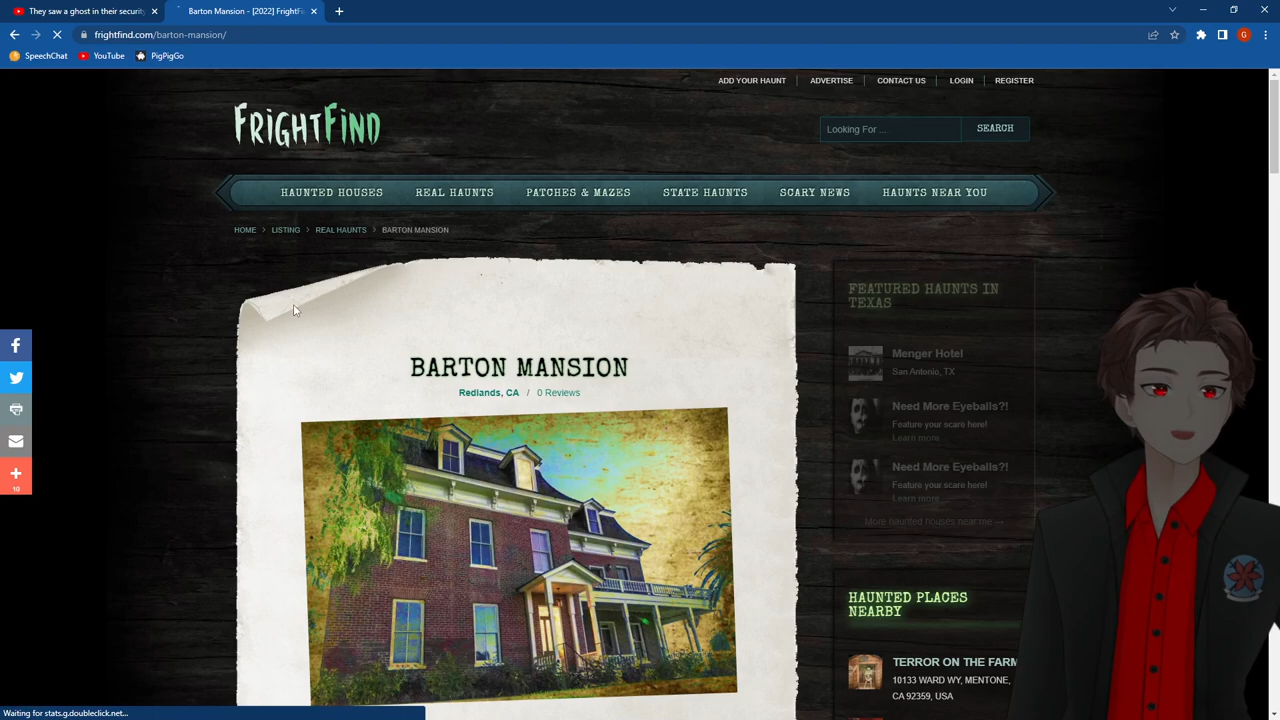 They saw a ghost in their security
Barton Mansion - [2022] FrightFi
frightfind.com/barton-mansion/
G
SpeechChat
YouTube
PigPigGo
ADD YOUR HAUNT
ADVERTISE
CONTACT US
LOGIN
REGISTER
FRIGHTFIND
Looking For ...
SEARCH
HAUNTED HOUSES
REAL HAUNTS
PATCHES & MAZES
STATE HAUNTS
SCARY NEWS
HAUNTS NEAR YOU
HOME > LISTING > REAL HAUNTS > BARTON MANSION
BARTON MANSION
Redlands, CA / 0 Reviews
10
FEATURED HAUNTS IN
TEXAS
Menger Hotel
San Antonio, TX
Need More Eyeballs?!
Feature your scare here!
Learn more
Need More Eyeballs?!
Feature your scare here!
Learn more
More haunted houses near me →
HAUNTED PLACES
NEARBY
TERROR ON THE FARM
10133 WARD WY, MENTONE,
CA 92359, USA
Waiting for stats.g.doubleclick.net...